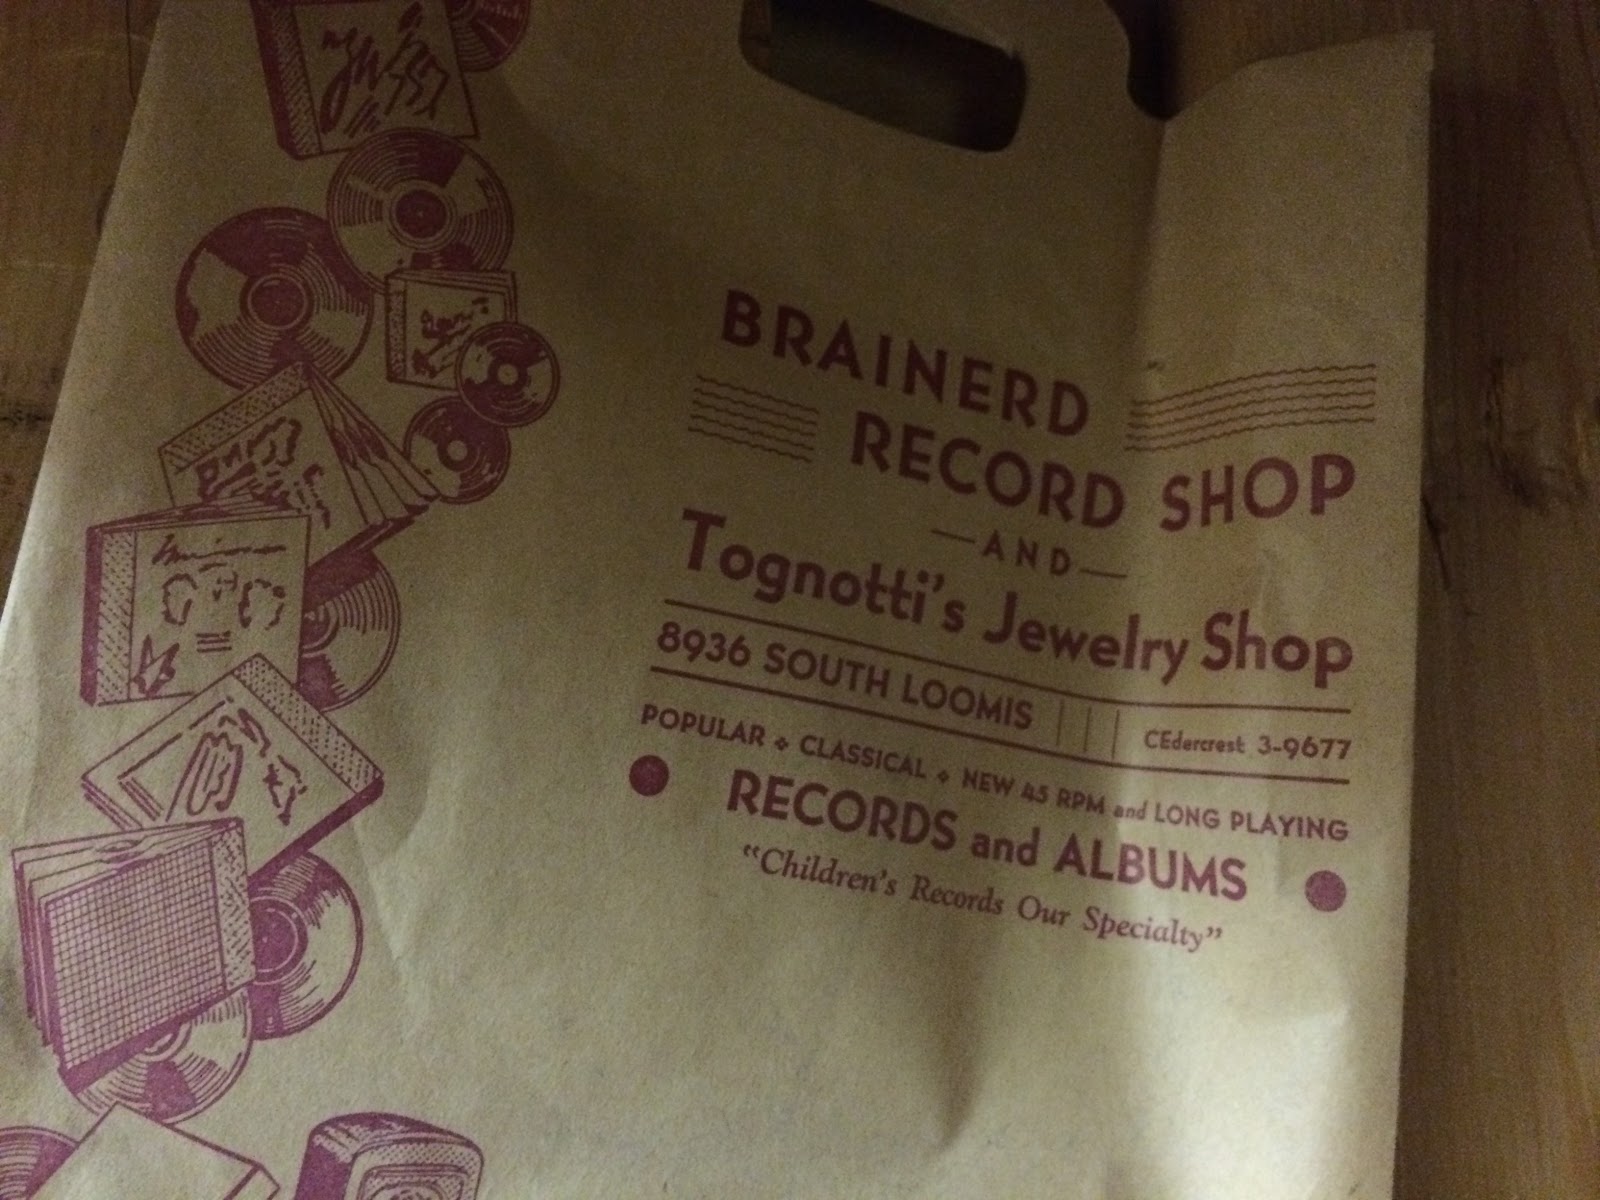 BRAINERD
RECORD SHOP
—AND—
Tognotti's Jewelry Shop
8936 SOUTH LOOMIS
CEdercrest 3-9677
POPULAR ❖ CLASSICAL ❖ NEW 45 RPM and LONG PLAYING
RECORDS and ALBUMS
"Children's Records Our Specialty"